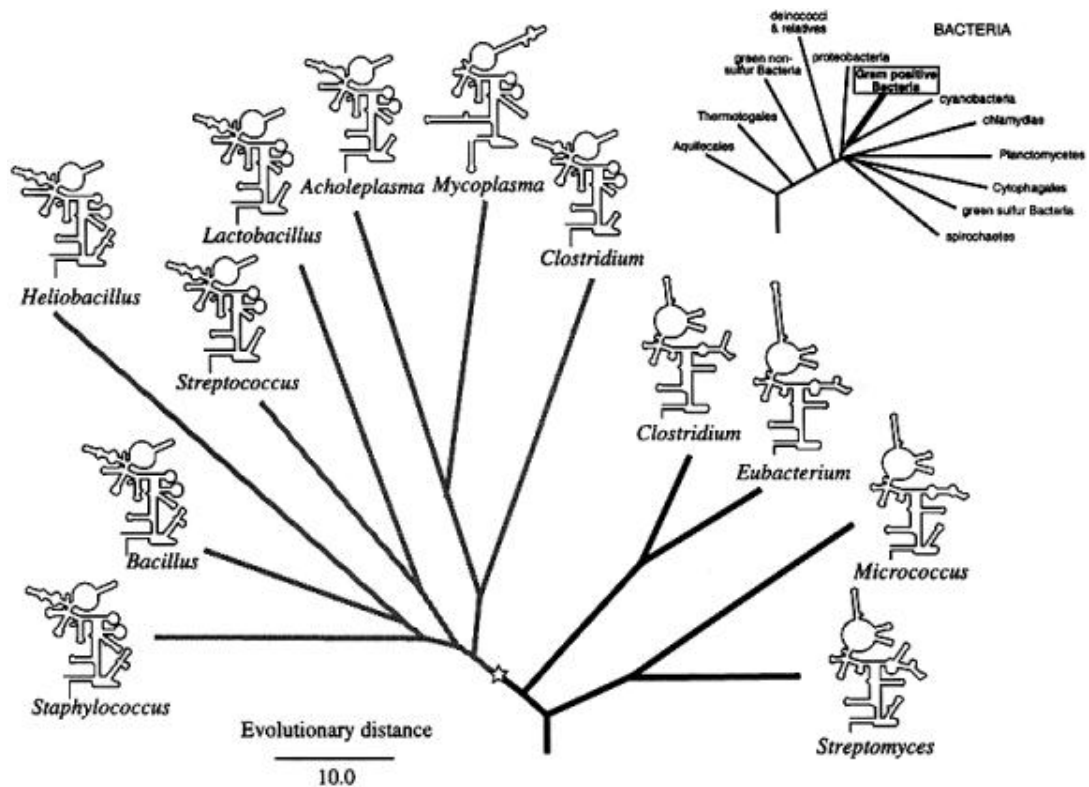 deinococci
& relatives
BACTERIA
green non-
sulfur Bacteria
proteobacteria
Gram positive
Bacteria
cyanobacteria
chlamydias
Thermotogales
Planctomycetes
Aquifecales
Cytophagales
green sulfur Bacteria
spirochaetes
Acholeplasma
Mycoplasma
Lactobacillus
Clostridium
Heliobacillus
Streptococcus
Clostridium
Eubacterium
Bacillus
Micrococcus
Staphylococcus
Evolutionary distance
10.0
Streptomyces